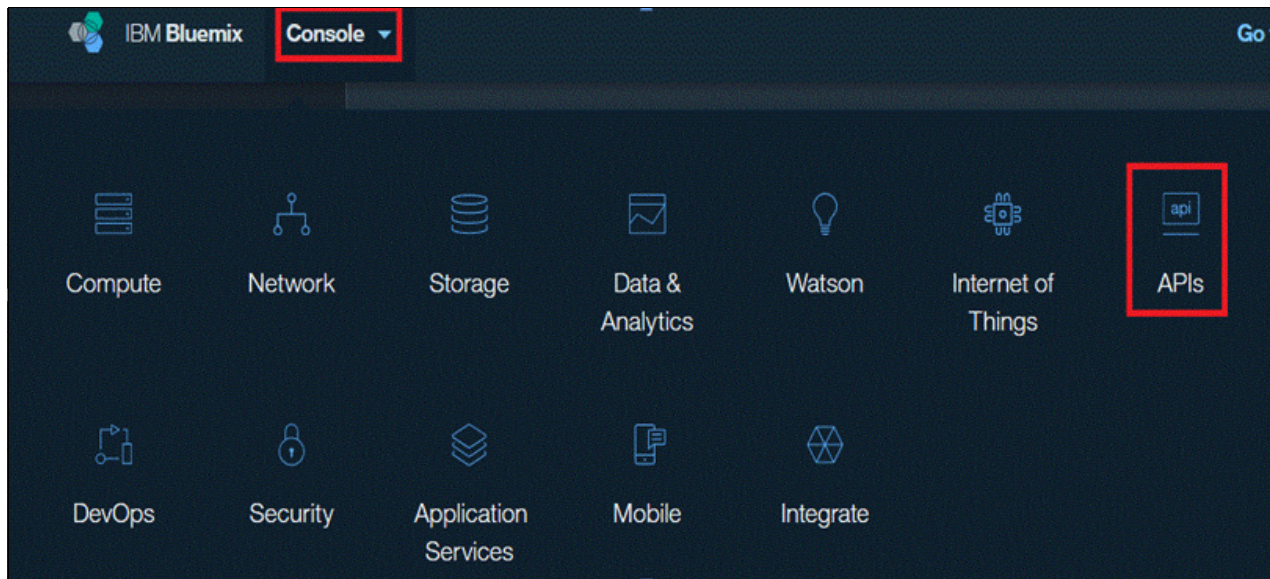 IBM Bluemix Console Go
api
Compute Network Storage Data & Watson Internet of APIs
Analytics Things
DevOps Security Application Mobile Integrate
Services